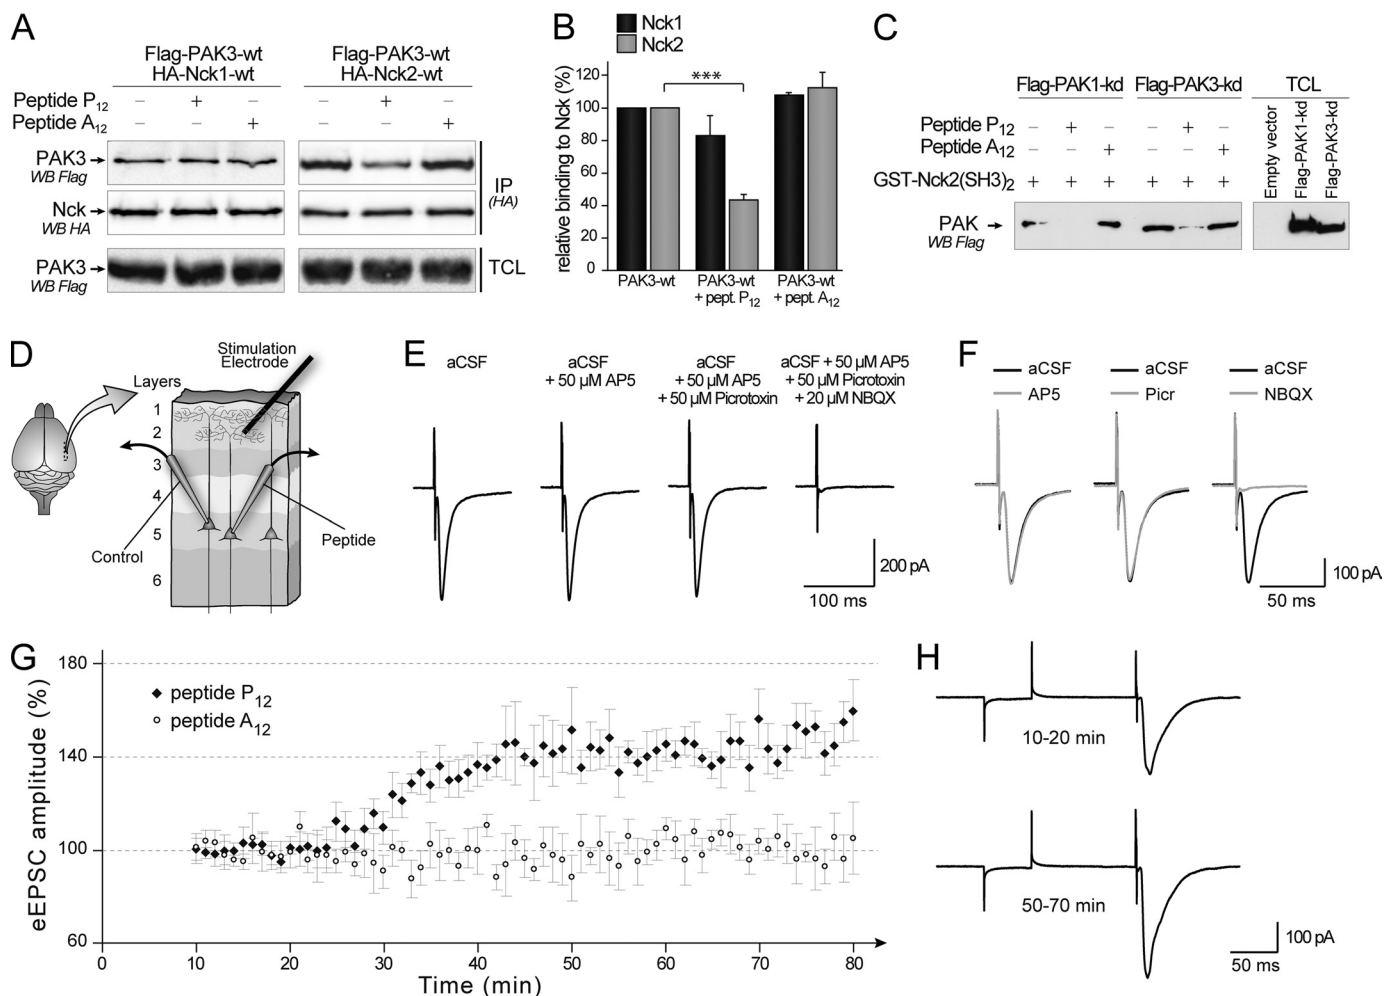 A
Flag-PAK3-wt
HA-Nck1-wt
Flag-PAK3-wt
HA-Nck2-wt
Peptide P12 – + – – + –
Peptide A12 – – + – – +
PAK3
WB Flag
Nck
WB HA
IP
(HA)
PAK3
WB Flag
TCL
B
Nck1
Nck2
relative binding to Nck (%)
120
100
80
60
40
20
0
***
PAK3-wt
PAK3-wt
+ pept. P12
PAK3-wt
+ pept. A12
C
Flag-PAK1-kd Flag-PAK3-kd TCL
Peptide P12 – + – – + –
Peptide A12 – – + – – +
GST-Nck2(SH3)2 + + + + + +
Empty vector
Flag-PAK1-kd
Flag-PAK3-kd
PAK
WB Flag
D
Stimulation
Electrode
Layers
1
2
3
4
5
6
Control
Peptide
E
aCSF
aCSF
+ 50 µM AP5
aCSF
+ 50 µM AP5
+ 50 µM Picrotoxin
aCSF + 50 µM AP5
+ 50 µM Picrotoxin
+ 20 µM NBQX
200 pA
100 ms
F
aCSF
AP5
aCSF
Picr
aCSF
NBQX
100 pA
50 ms
G
eEPSC amplitude (%)
180
140
100
60
peptide P12
peptide A12
0 10 20 30 40 50 60 70 80
Time (min)
H
10-20 min
50-70 min
100 pA
50 ms